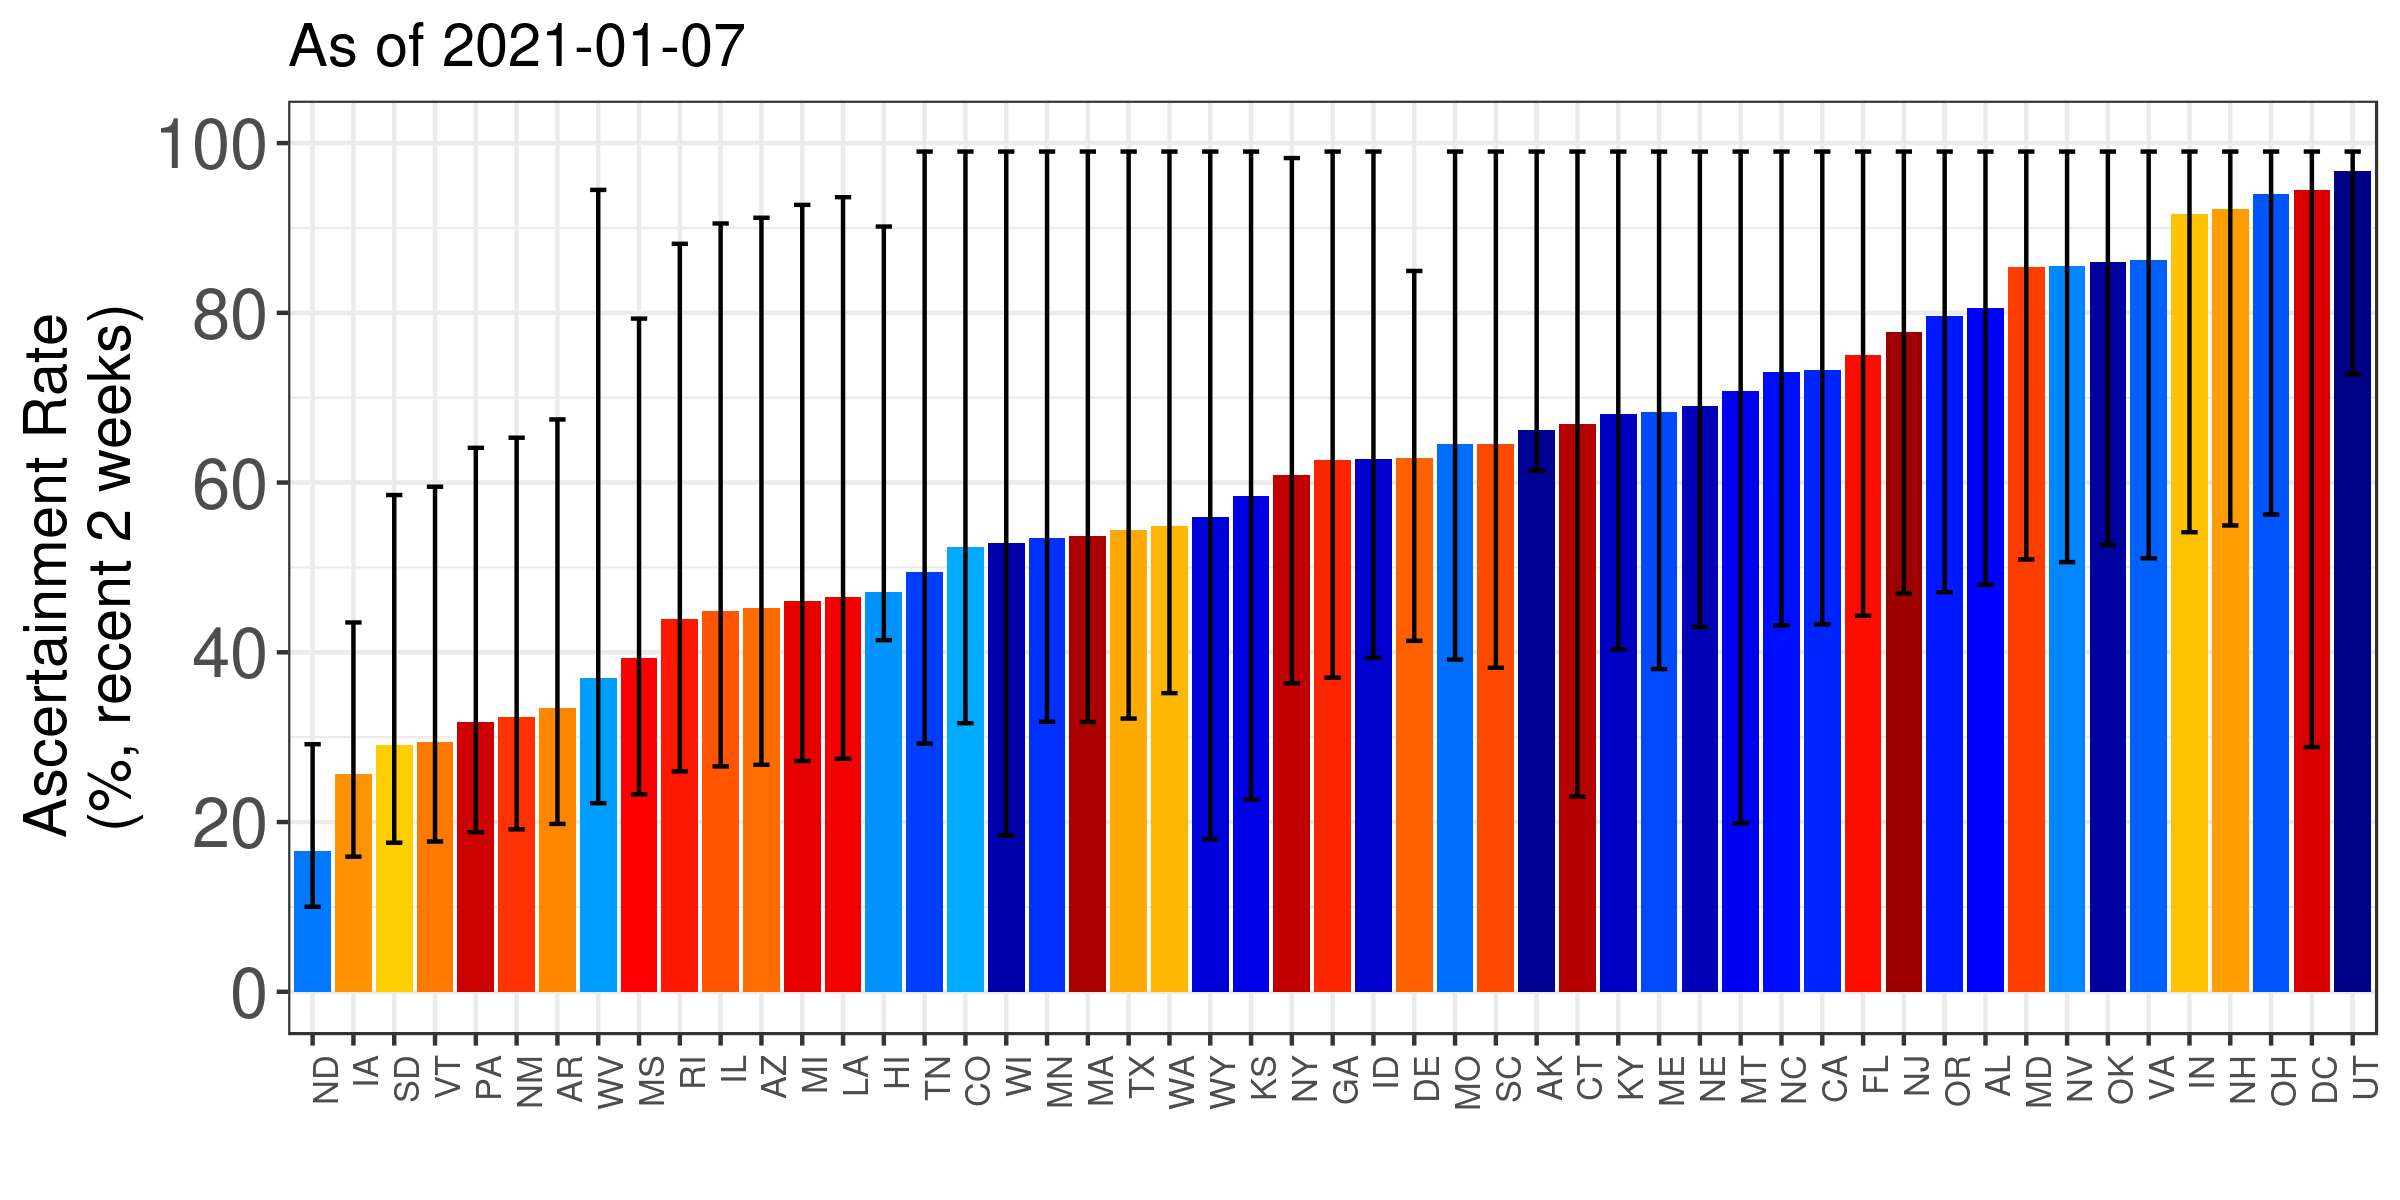 As of 2021-01-07
Ascertainment Rate
(%, recent 2 weeks)
100
80
60
40
20
0
ND IA SD VT PA NM AR WV MS RI IL AZ MI LA HI TN CO WI MN MA TX WA WY KS NY GA ID DE MO SC AK CT KY ME NE MT NC CA FL NJ OR AL MD NV OK VA IN NH OH DC UT